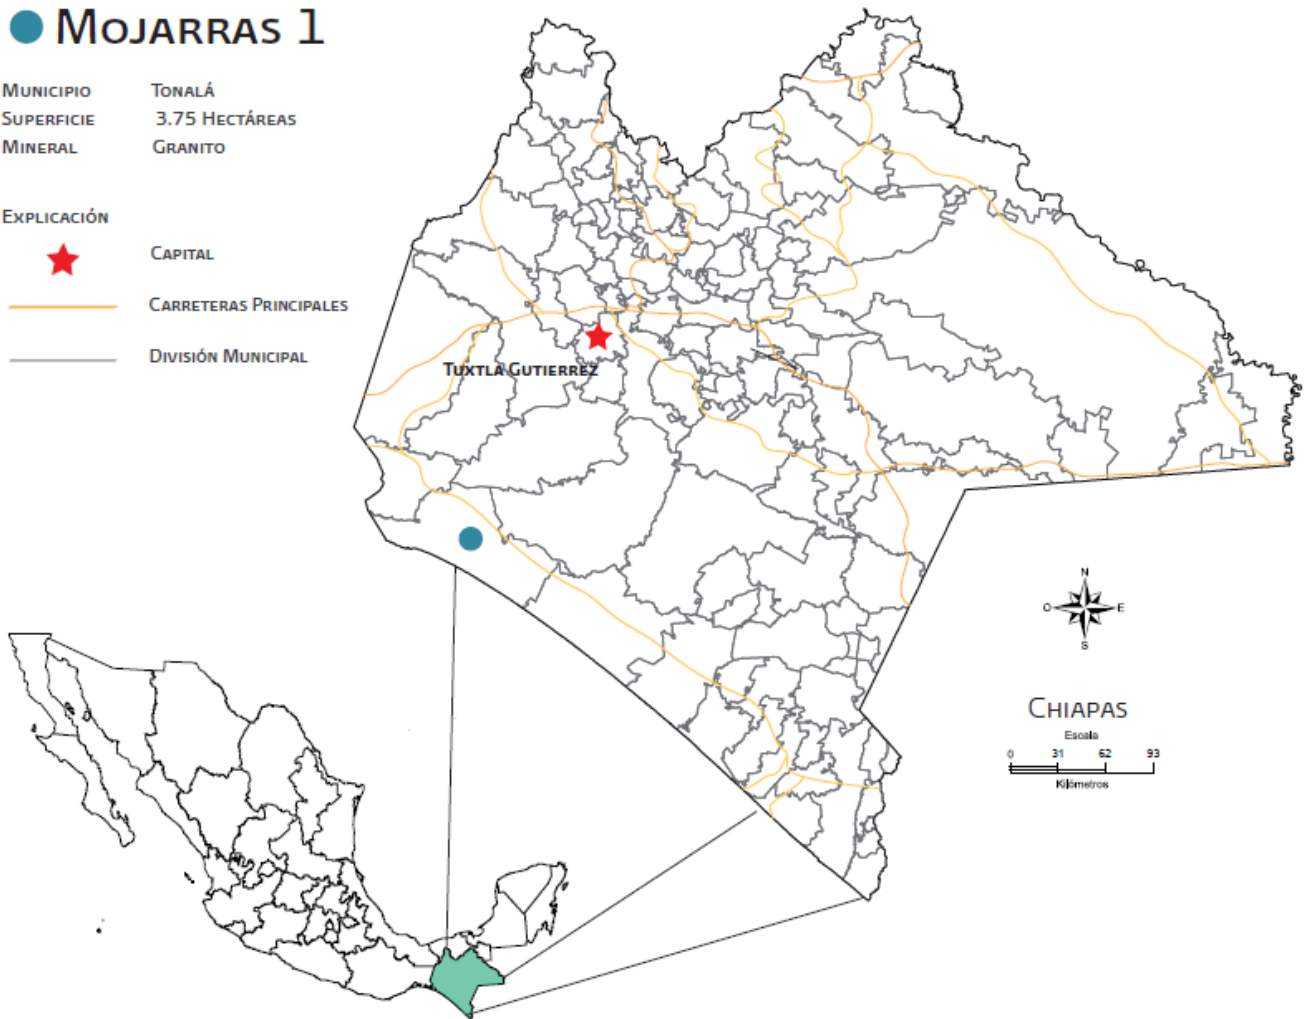 Mojarras 1
Municipio Tonalá
Superficie 3.75 Hectáreas
Mineral Granito
Explicación
Capital
Carreteras Principales
División Municipal
Tuxtla Gutierrez
N
O E
S
Chiapas
Escala
0 31 62 93
Kilómetros